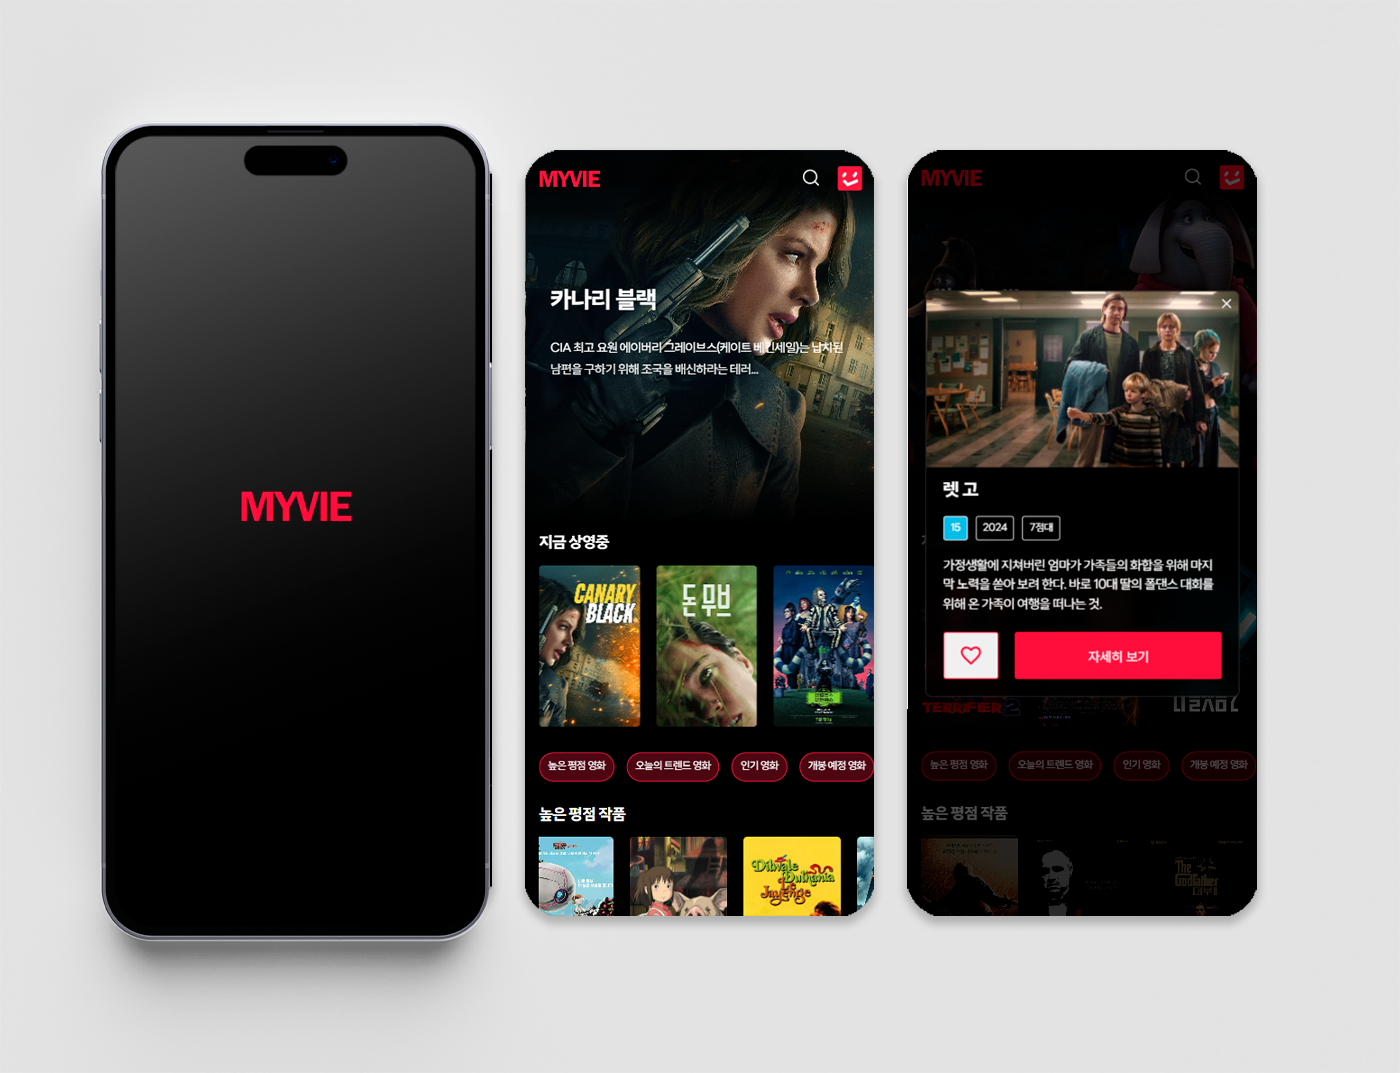 MYVIE
MYVIE
카나리 블랙
CIA 최고 요원 에이버리 그레이브스(케이트 베킨세일)는 납치된
남편을 구하기 위해 조국을 배신하라는 테러...
지금 상영중
CANARY
BLACK
돈 무브
높은 평점 영화
오늘의 트렌드 영화
인기 영화
개봉 예정 영화
높은 평점 작품
Dilwale
Dulhania
Le
Jayenge
MYVIE
렛 고
15
2024
7점대
가정생활에 지쳐버린 엄마가 가족들의 화합을 위해 마지
막 노력을 쏟아 보려 한다. 바로 10대 딸의 폴댄스 대회를
위해 온 가족이 여행을 떠나는 것.
자세히 보기
TERRIFIER 2
높은 평점 영화
오늘의 트렌드 영화
인기 영화
개봉 예정 영화
높은 평점 작품
The
Godfather
대부